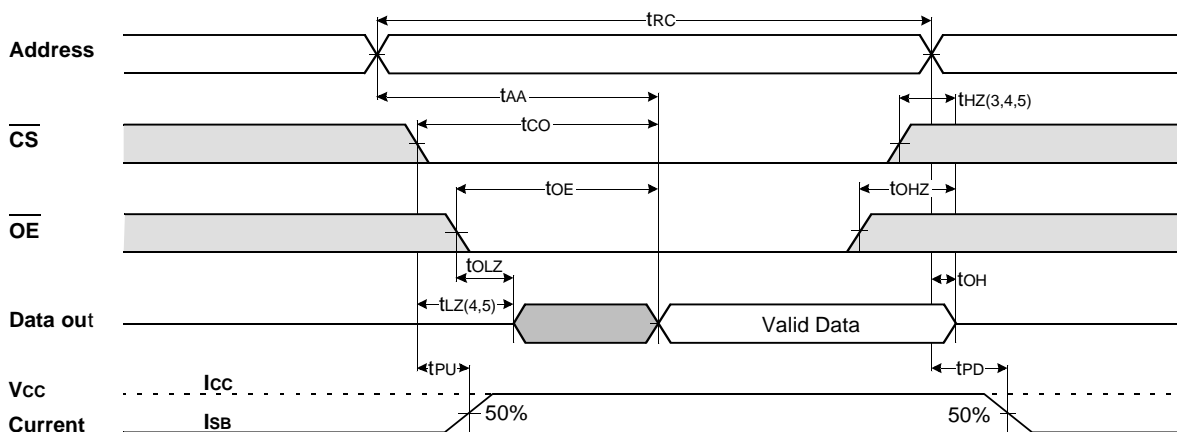 tRC
Address
tAA
tHZ(3,4,5)
tCO
CS
tOE
tOHZ
OE
tOLZ
tOH
tLZ(4,5)
Data out
Valid Data
tPU
tPD
VCC
ICC
50%
50%
Current
ISB